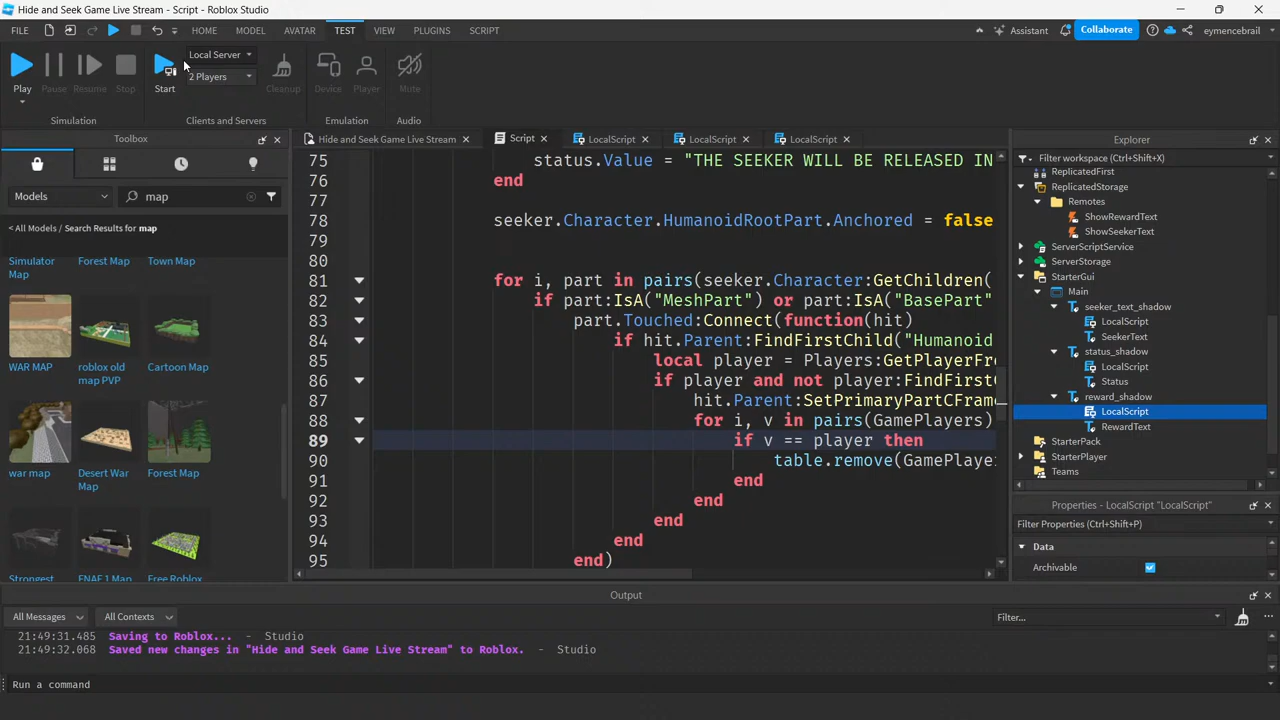 Hide and Seek Game Live Stream - Script - Roblox Studio
FILE HOME MODEL AVATAR TEST VIEW PLUGINS SCRIPT Assistant Collaborate eymencebrail
Local Server
2 Players
Play Pause Resume Stop Start Cleanup Device Player Mute
Simulation Clients and Servers Emulation Audio
Toolbox
Models map
< All Models / Search Results for map
Simulator Map
Forest Map
Town Map
WAR MAP
roblox old map PVP
Cartoon Map
war map
Desert War Map
Forest Map
Strongest
FNAF 1 Map
Free Roblox
Hide and Seek Game Live Stream Script LocalScript LocalScript LocalScript
75 status.Value = "THE SEEKER WILL BE RELEASED IN
76 end
77
78 seeker.Character.HumanoidRootPart.Anchored = false
79
80
81 for i, part in pairs(seeker.Character:GetChildren(
82 if part:IsA("MeshPart") or part:IsA("BasePart"
83 part.Touched:Connect(function(hit)
84 if hit.Parent:FindFirstChild("Humanoid
85 local player = Players:GetPlayerFr
86 if player and not player:FindFirst
87 hit.Parent:SetPrimaryPartCFram
88 for i, v in pairs(GamePlayers)
89 if v == player then
90 table.remove(GamePlaye
91 end
92 end
93 end
94 end
95 end)
Explorer
Filter workspace (Ctrl+Shift+X)
ReplicatedFirst
ReplicatedStorage
Remotes
ShowRewardText
ShowSeekerText
ServerScriptService
ServerStorage
StarterGui
Main
seeker_text_shadow
LocalScript
SeekerText
status_shadow
LocalScript
Status
reward_shadow
LocalScript
RewardText
StarterPack
StarterPlayer
Teams
Properties - LocalScript "LocalScript"
Filter Properties (Ctrl+Shift+P)
Data
Archivable
Output
All Messages All Contexts Filter...
21:49:31.485 Saving to Roblox... - Studio
21:49:32.068 Saved new changes in "Hide and Seek Game Live Stream" to Roblox. - Studio
Run a command